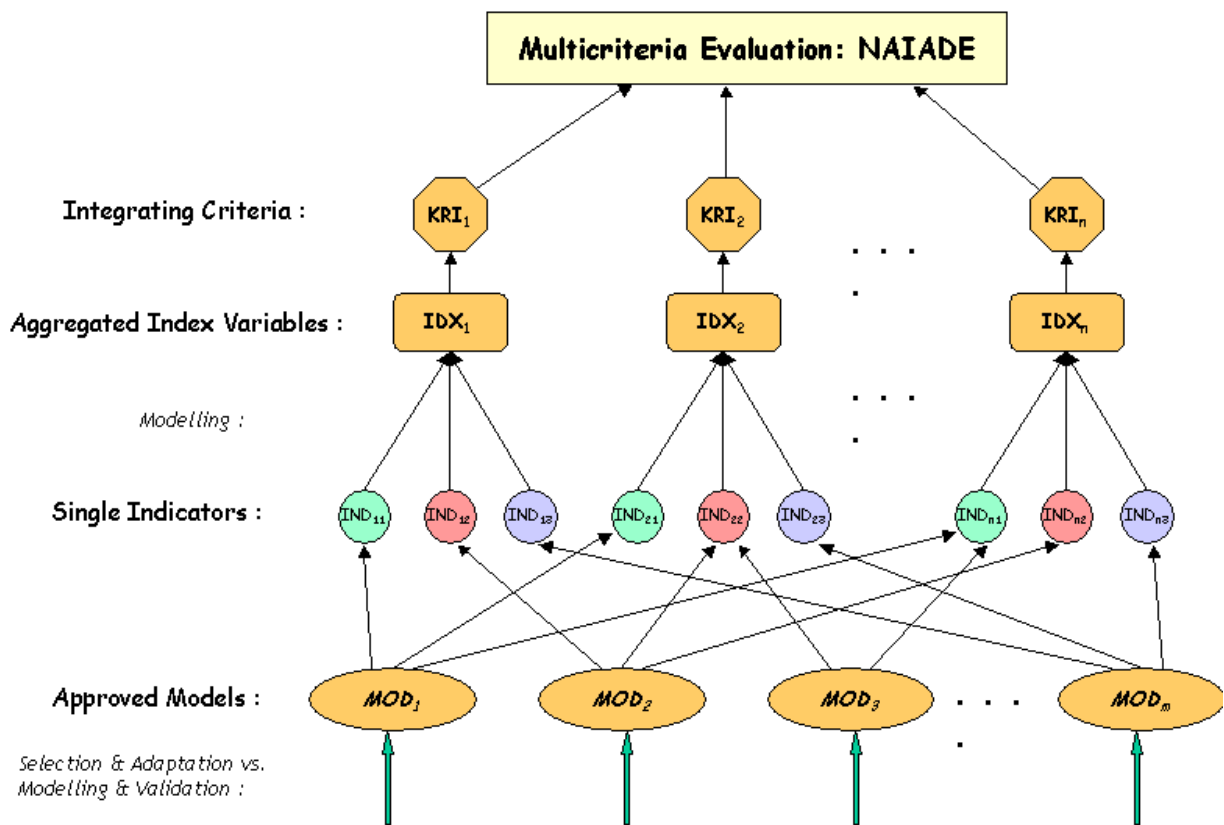 Multicriteria Evaluation: NAIADE
Integrating Criteria :
KRI1
KRI2
KRIn
. . .
.
Aggregated Index Variables :
IDX1
IDX2
IDXn
Modelling :
. . .
.
Single Indicators :
IND11
IND12
IND13
IND21
IND22
IND23
INDn1
INDn2
INDn3
Approved Models :
MOD1
MOD2
MOD3
. . .
.
MODm
Selection & Adaptation vs.
Modelling & Validation :